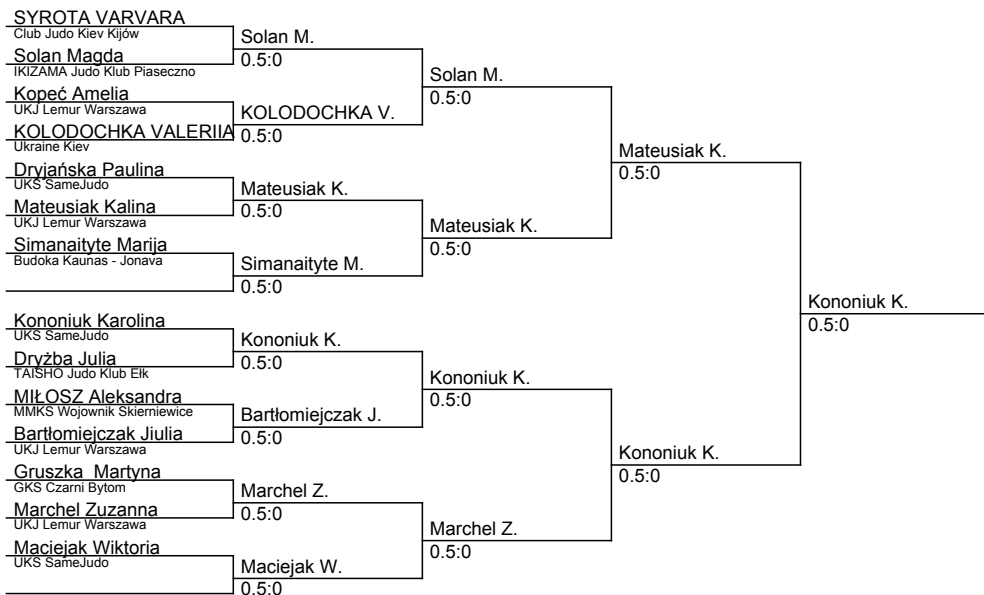 SYROTA VARVARA
Club Judo Kiev Kijów
Solan Magda
IKIZAMA Judo Klub Piaseczno
Kopeć Amelia
UKJ Lemur Warszawa
KOLODOCHKA VALERIIA
Ukraine Kiev
Dryjańska Paulina
UKS SameJudo
Mateusiak Kalina
UKJ Lemur Warszawa
Simanaityte Marija
Budoka Kaunas - Jonava
Kononiuk Karolina
UKS SameJudo
Dryżba Julia
TAISHO Judo Klub Ełk
MIŁOSZ Aleksandra
MMKS Wojownik Skierniewice
Bartłomiejczak Jiulia
UKJ Lemur Warszawa
Gruszka  Martyna
GKS Czarni Bytom
Marchel Zuzanna
UKJ Lemur Warszawa
Maciejak Wiktoria
UKS SameJudo
Solan M.
0.5:0
KOLODOCHKA V.
0.5:0
Mateusiak K.
0.5:0
Simanaityte M.
0.5:0
Kononiuk K.
0.5:0
Bartłomiejczak J.
0.5:0
Marchel Z.
0.5:0
Maciejak W.
0.5:0
Solan M.
0.5:0
Mateusiak K.
0.5:0
Kononiuk K.
0.5:0
Marchel Z.
0.5:0
Mateusiak K.
0.5:0
Kononiuk K.
0.5:0
Kononiuk K.
0.5:0